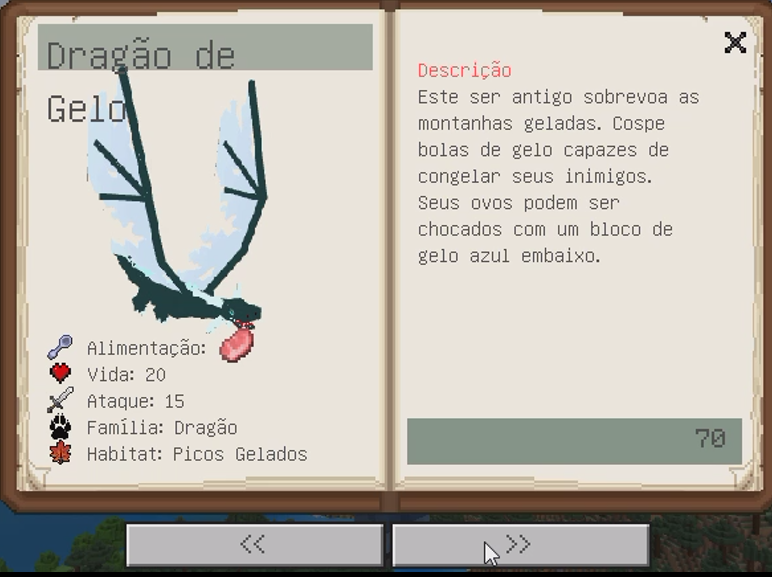 Dragão de
Gelo
Alimentação:
Vida: 20
Ataque: 15
Família: Dragão
Habitat: Picos Gelados
Descrição
Este ser antigo sobrevoa as
montanhas geladas. Cospe
bolas de gelo capazes de
congelar seus inimigos.
Seus ovos podem ser
chocados com um bloco de
gelo azul embaixo.
70
<< >>